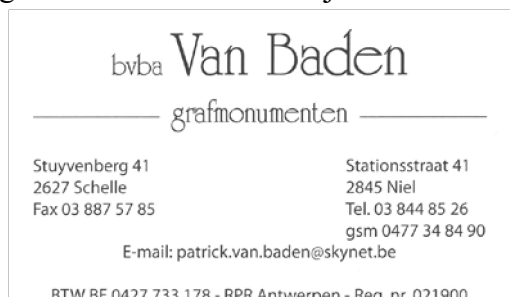 bvba Van Baden
grafmonumenten
Stuyvenberg 41
2627 Schelle
Fax 03 887 57 85
Stationsstraat 41
2845 Niel
Tel. 03 844 85 26
gsm 0477 34 84 90
E-mail: patrick.van.baden@skynet.be
BTW BE 0427 733 178 - RPR Antwerpen - Reg. nr. 021900